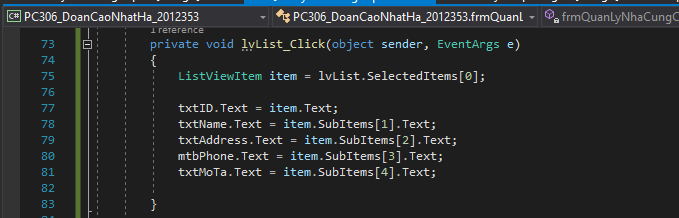 PC306_DoanCaoNhatHa_2012353
PC306_DoanCaoNhatHa_2012353.frmQuanL
frmQuanLyNhaCungC
1 reference
73 private void lvList_Click(object sender, EventArgs e)
74 {
75 ListViewItem item = lvList.SelectedItems[0];
76
77 txtID.Text = item.Text;
78 txtName.Text = item.SubItems[1].Text;
79 txtAddress.Text = item.SubItems[2].Text;
80 mtbPhone.Text = item.SubItems[3].Text;
81 txtMoTa.Text = item.SubItems[4].Text;
82
83 }